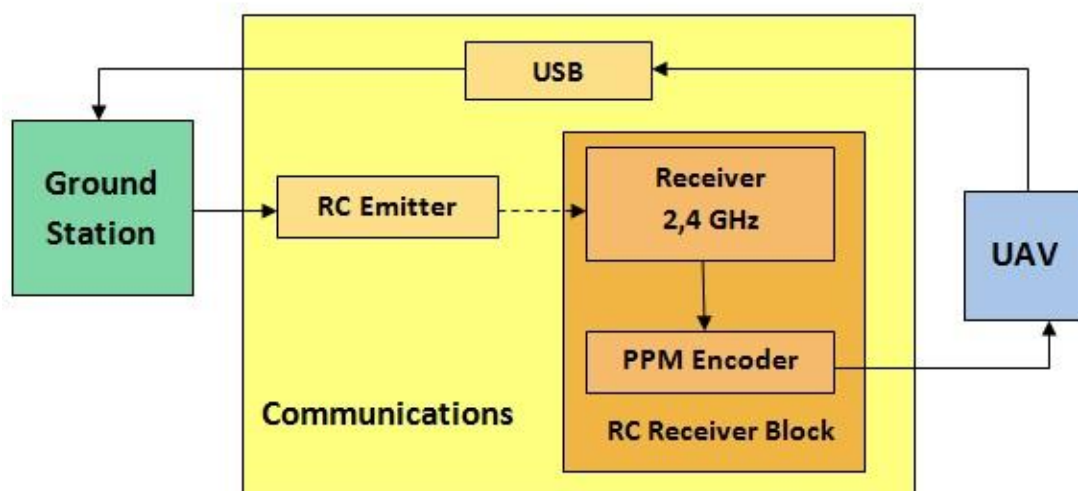 USB
Ground
Station
RC Emitter
Receiver
2,4 GHz
UAV
PPM Encoder
Communications
RC Receiver Block